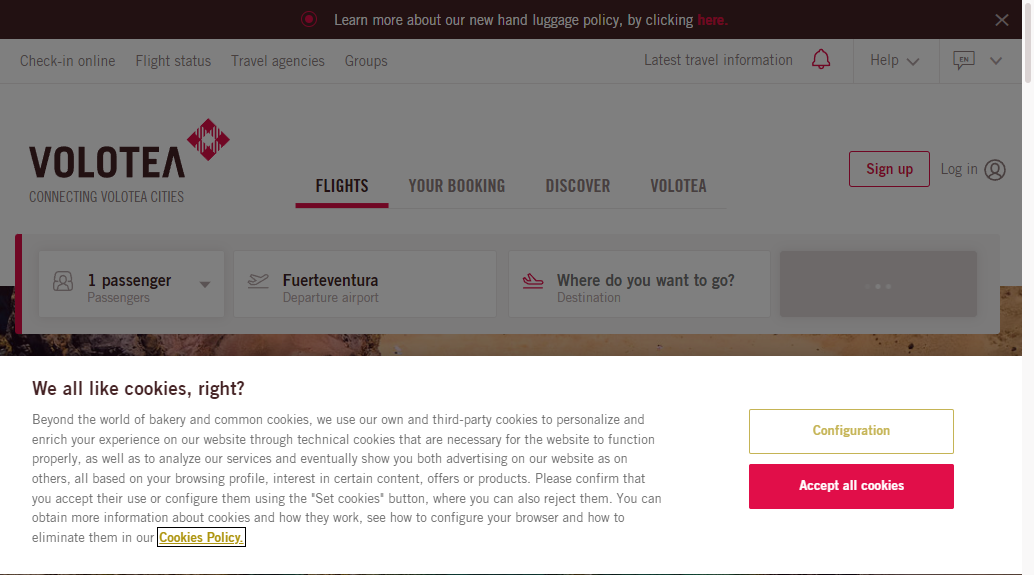 Learn more about our new hand luggage policy, by clicking here.
Check-in online Flight status Travel agencies Groups Latest travel information Help EN
VOLOTEA
CONNECTING VOLOTEA CITIES
FLIGHTS YOUR BOOKING DISCOVER VOLOTEA
Sign up Log in
1 passenger
Passengers
Fuerteventura
Departure airport
Where do you want to go?
Destination
We all like cookies, right?
Beyond the world of bakery and common cookies, we use our own and third-party cookies to personalize and
enrich your experience on our website through technical cookies that are necessary for the website to function
properly, as well as to analyze our services and eventually show you both advertising on our website as on
others, all based on your browsing profile, interest in certain content, offers or products. Please confirm that
you accept their use or configure them using the "Set cookies" button, where you can also reject them. You can
obtain more information about cookies and how they work, see how to configure your browser and how to
eliminate them in our Cookies Policy.
Configuration
Accept all cookies